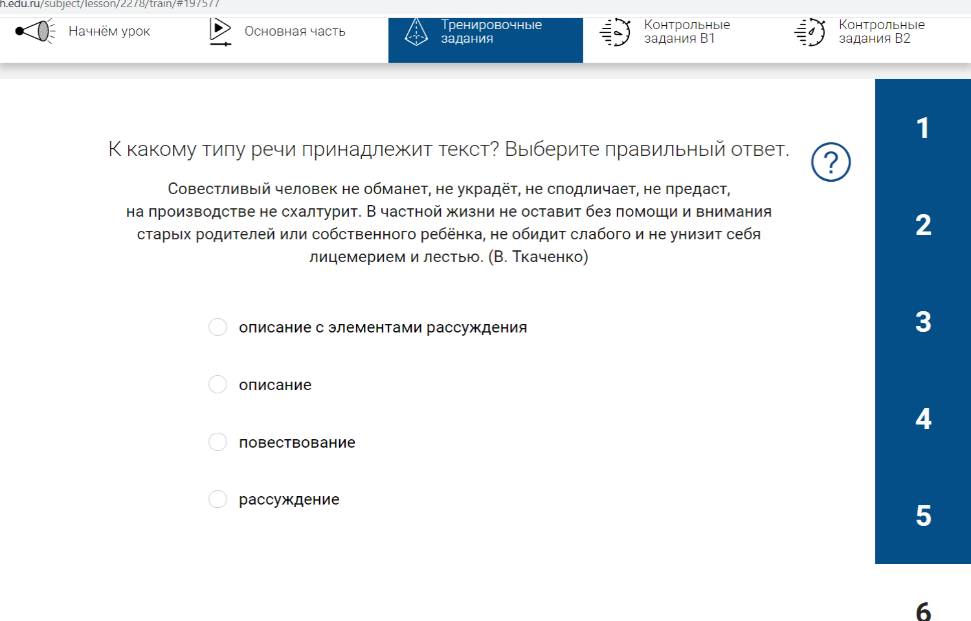 h.edu.ru/subject/lesson/2278/train/#197577
Начнём урок
Основная часть
Тренировочные
задания
Контрольные
задания В1
Контрольные
задания В2
К какому типу речи принадлежит текст? Выберите правильный ответ.
?
Совестливый человек не обманет, не украдёт, не сподличает, не предаст,
на производстве не схалтурит. В частной жизни не оставит без помощи и внимания
старых родителей или собственного ребёнка, не обидит слабого и не унизит себя
лицемерием и лестью. (В. Ткаченко)
описание с элементами рассуждения
описание
повествование
рассуждение
1
2
3
4
5
6